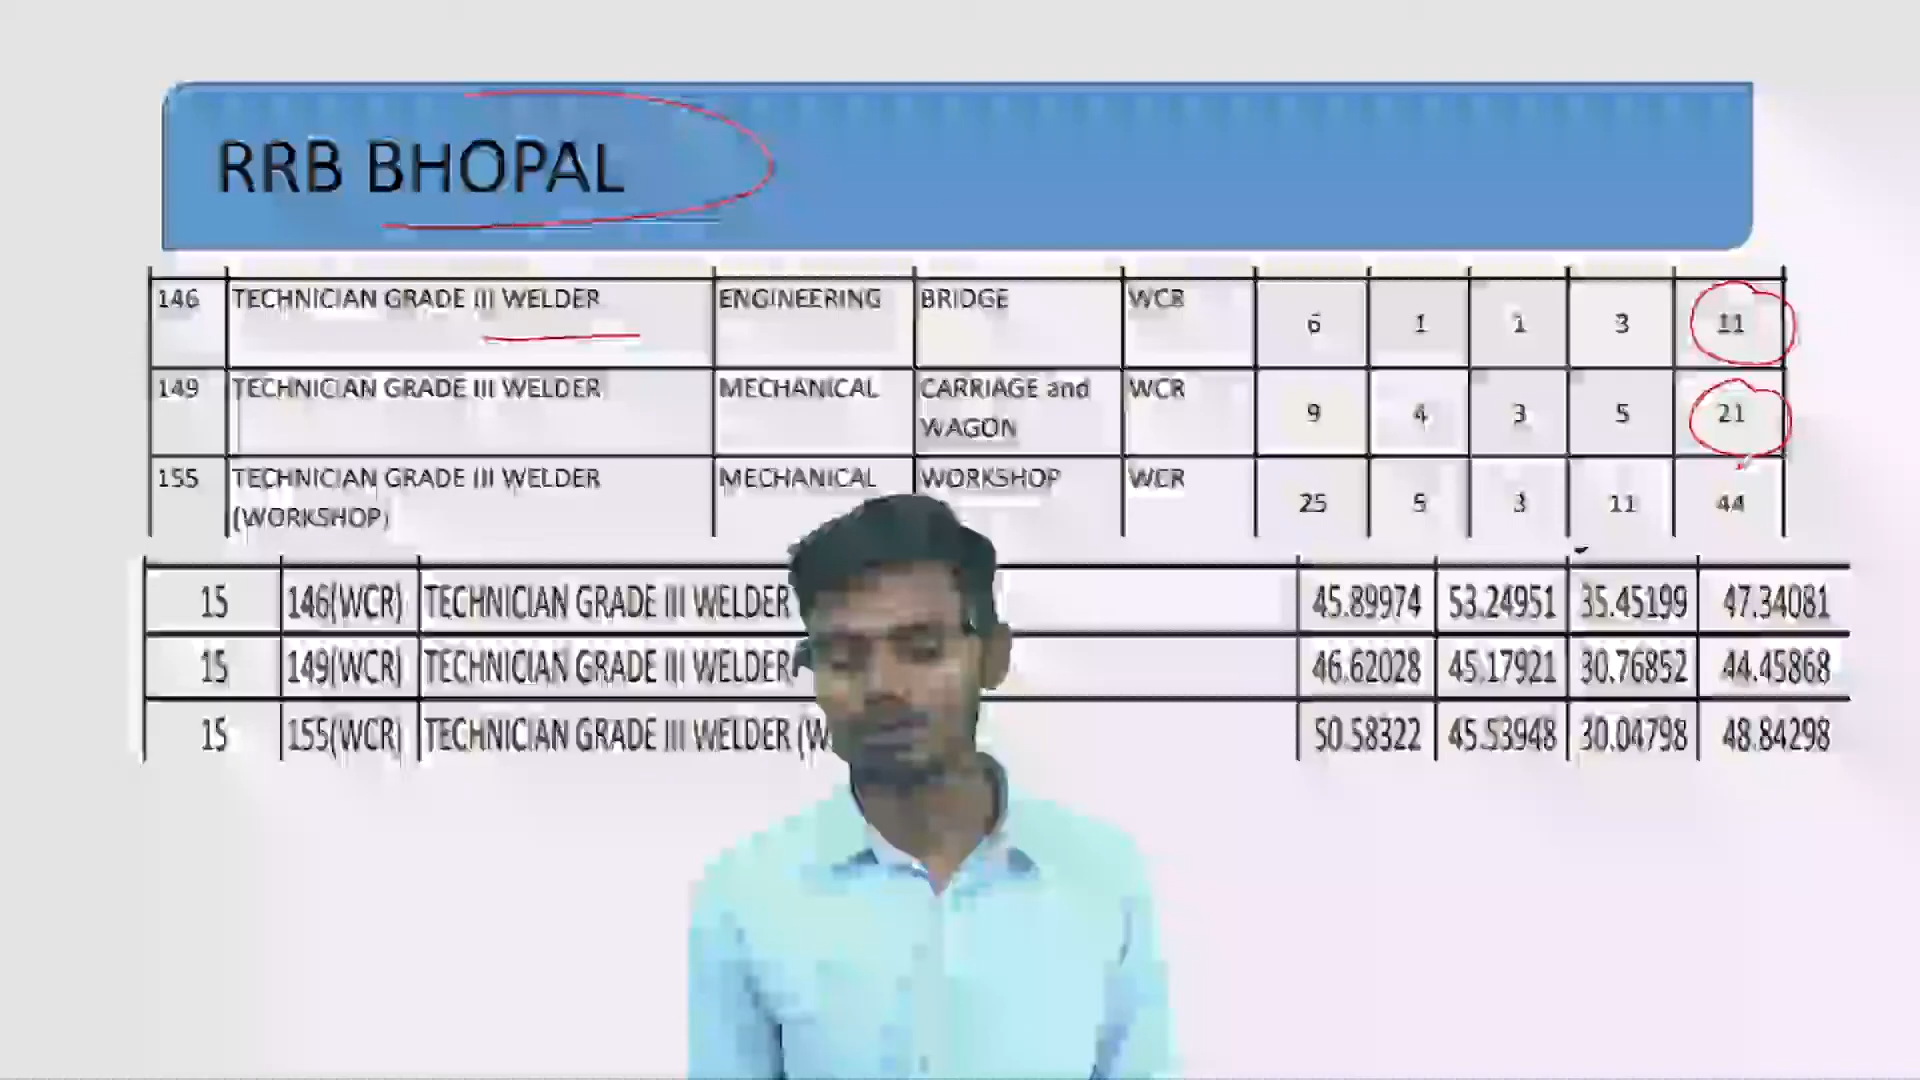 RRB BHOPAL
146 TECHNICIAN GRADE III WELDER ENGINEERING BRIDGE WCR 6 1 1 3 11
149 TECHNICIAN GRADE III WELDER MECHANICAL CARRIAGE and WCR 9 4 3 5 21
WAGON
155 TECHNICIAN GRADE III WELDER MECHANICAL WORKSHOP WCR 25 5 3 11 44
(WORKSHOP)
15 146(WCR) TECHNICIAN GRADE III WELDER 45.89974 53.24951 35.45199 47.34081
15 149(WCR) TECHNICIAN GRADE III WELDER 46.62028 45.17921 30.76852 44.45868
15 155(WCR) TECHNICIAN GRADE III WELDER (W 50.58322 45.53948 30.04798 48.84298